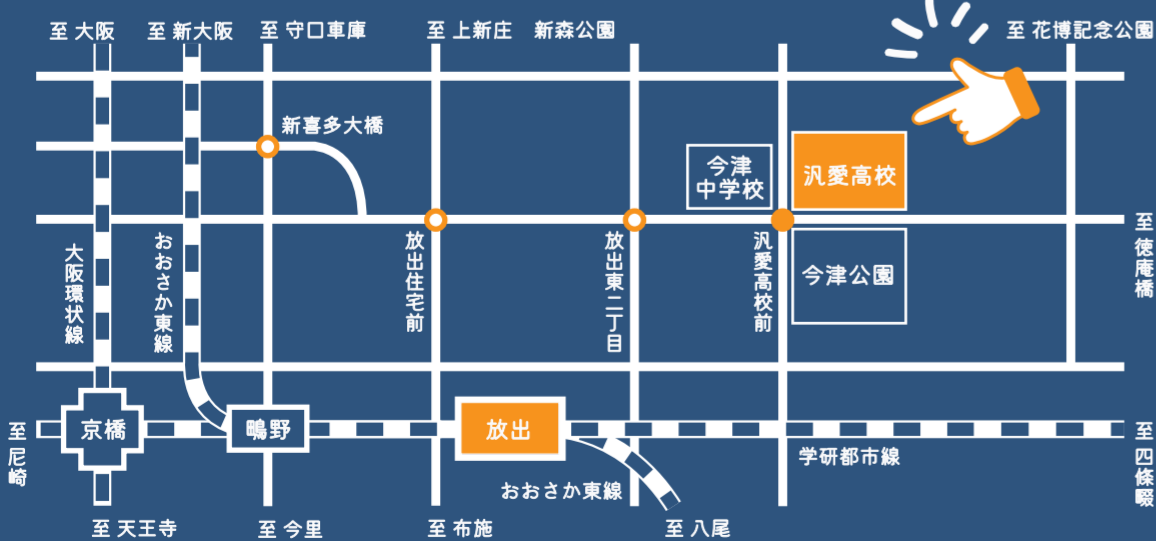 至 大阪
至 新大阪
至 守口車庫
至 上新庄
新森公園
至 花博記念公園
新喜多大橋
今津
中学校
汎愛高校
大阪環状線
おおさか東線
放出住宅前
放出東二丁目
汎愛高校前
今津公園
至 徳庵橋
至 尼崎
京橋
鴫野
放出
学研都市線
至 四條畷
おおさか東線
至 天王寺
至 今里
至 布施
至 八尾